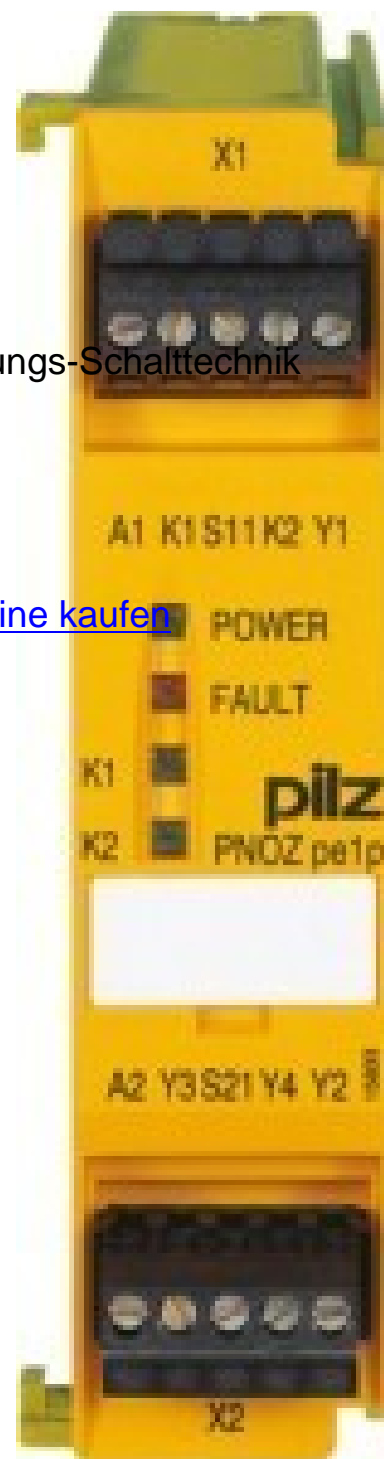 X1
ungs-Schalttechnik
A1 K1 S11 K2 Y1
ine kaufen
POWER
FAULT
K1
pilz
K2
PNOZ pe1p
A2 Y3 S21 Y4 Y2
X2